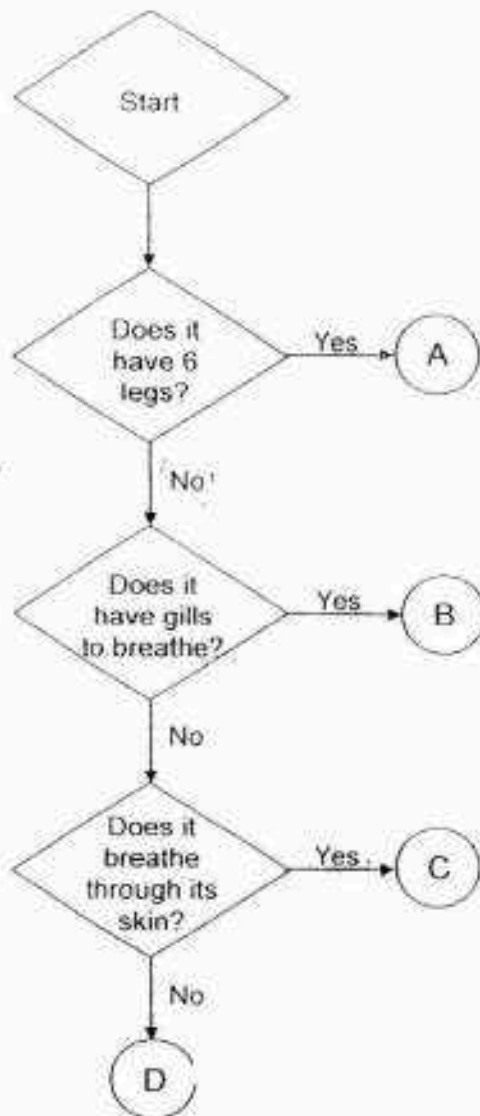 Start
Does it
have 6
legs?
Yes
A
No
Does it
have gills
to breathe?
Yes
B
No
Does it
breathe
through its
skin?
Yes
C
No
D